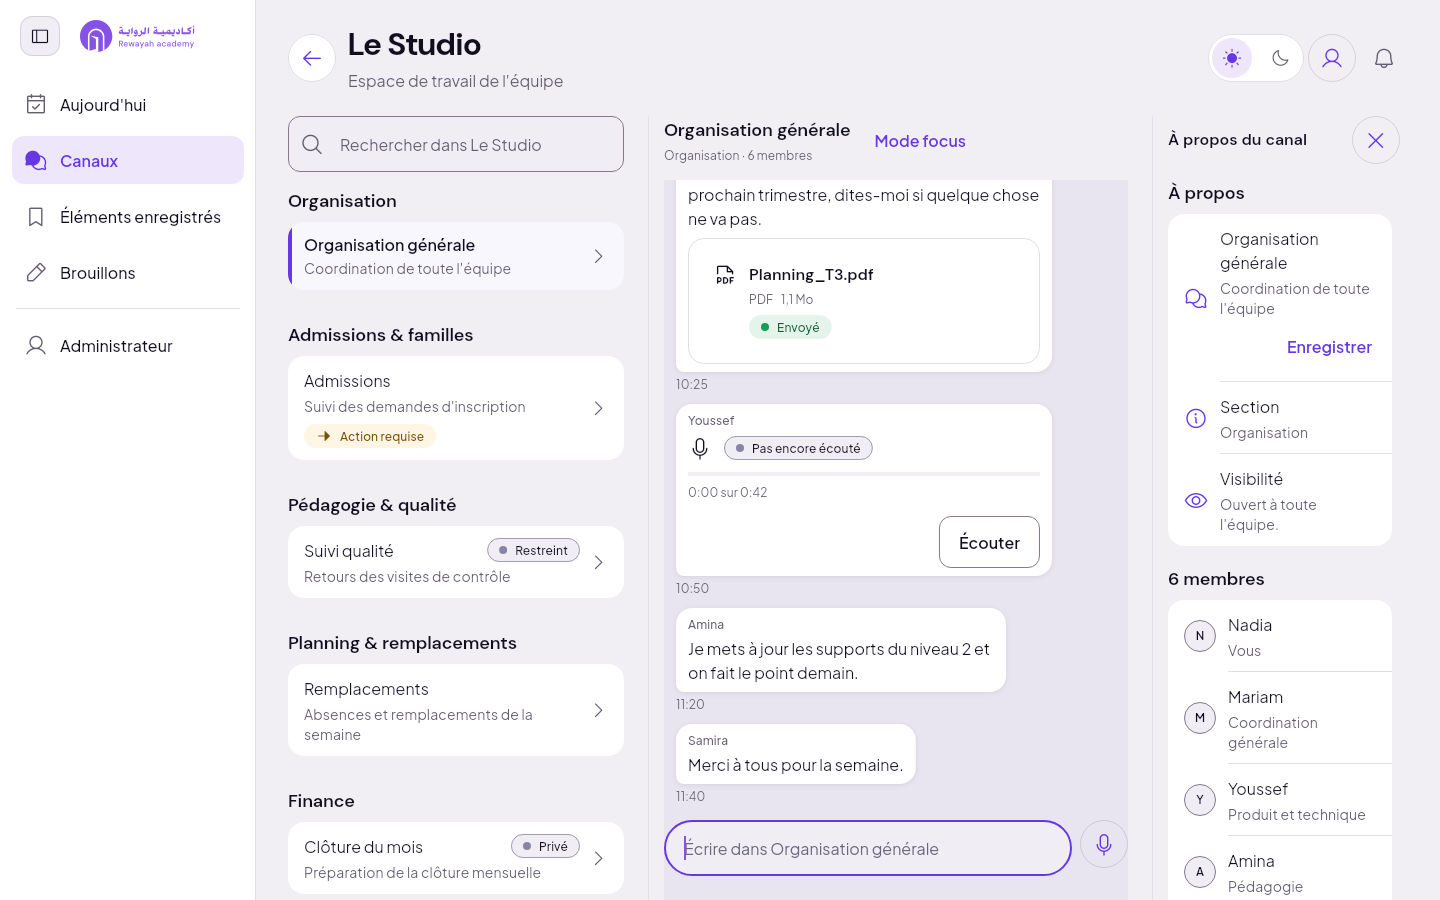 أكاديمية الرواية
Rewayah academy
Aujourd'hui
Canaux
Éléments enregistrés
Brouillons
Administrateur
Le Studio
Espace de travail de l'équipe
Rechercher dans Le Studio
Organisation
Organisation générale
Coordination de toute l'équipe
Admissions & familles
Admissions
Suivi des demandes d'inscription
Action requise
Pédagogie & qualité
Suivi qualité
Restreint
Retours des visites de contrôle
Planning & remplacements
Remplacements
Absences et remplacements de la
semaine
Finance
Clôture du mois
Privé
Préparation de la clôture mensuelle
Organisation générale
Organisation · 6 membres
Mode focus
prochain trimestre, dites-moi si quelque chose
ne va pas.
PDF
Planning_T3.pdf
PDF 1,1 Mo
Envoyé
10:25
Youssef
Pas encore écouté
0:00 sur 0:42
Écouter
10:50
Amina
Je mets à jour les supports du niveau 2 et
on fait le point demain.
11:20
Samira
Merci à tous pour la semaine.
11:40
Écrire dans Organisation générale
À propos du canal
À propos
Organisation
générale
Coordination de toute
l'équipe
Enregistrer
Section
Organisation
Visibilité
Ouvert à toute
l'équipe.
6 membres
N
Nadia
Vous
M
Mariam
Coordination
générale
Y
Youssef
Produit et technique
A
Amina
Pédagogie